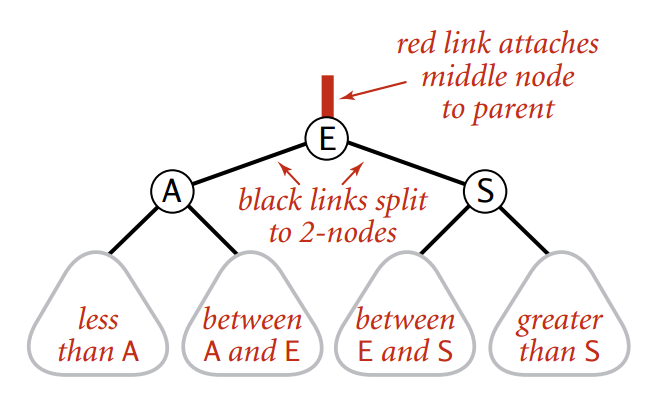 red link attaches
middle node
to parent
E
A
S
black links split
to 2-nodes
less
than A
between
A and E
between
E and S
greater
than S